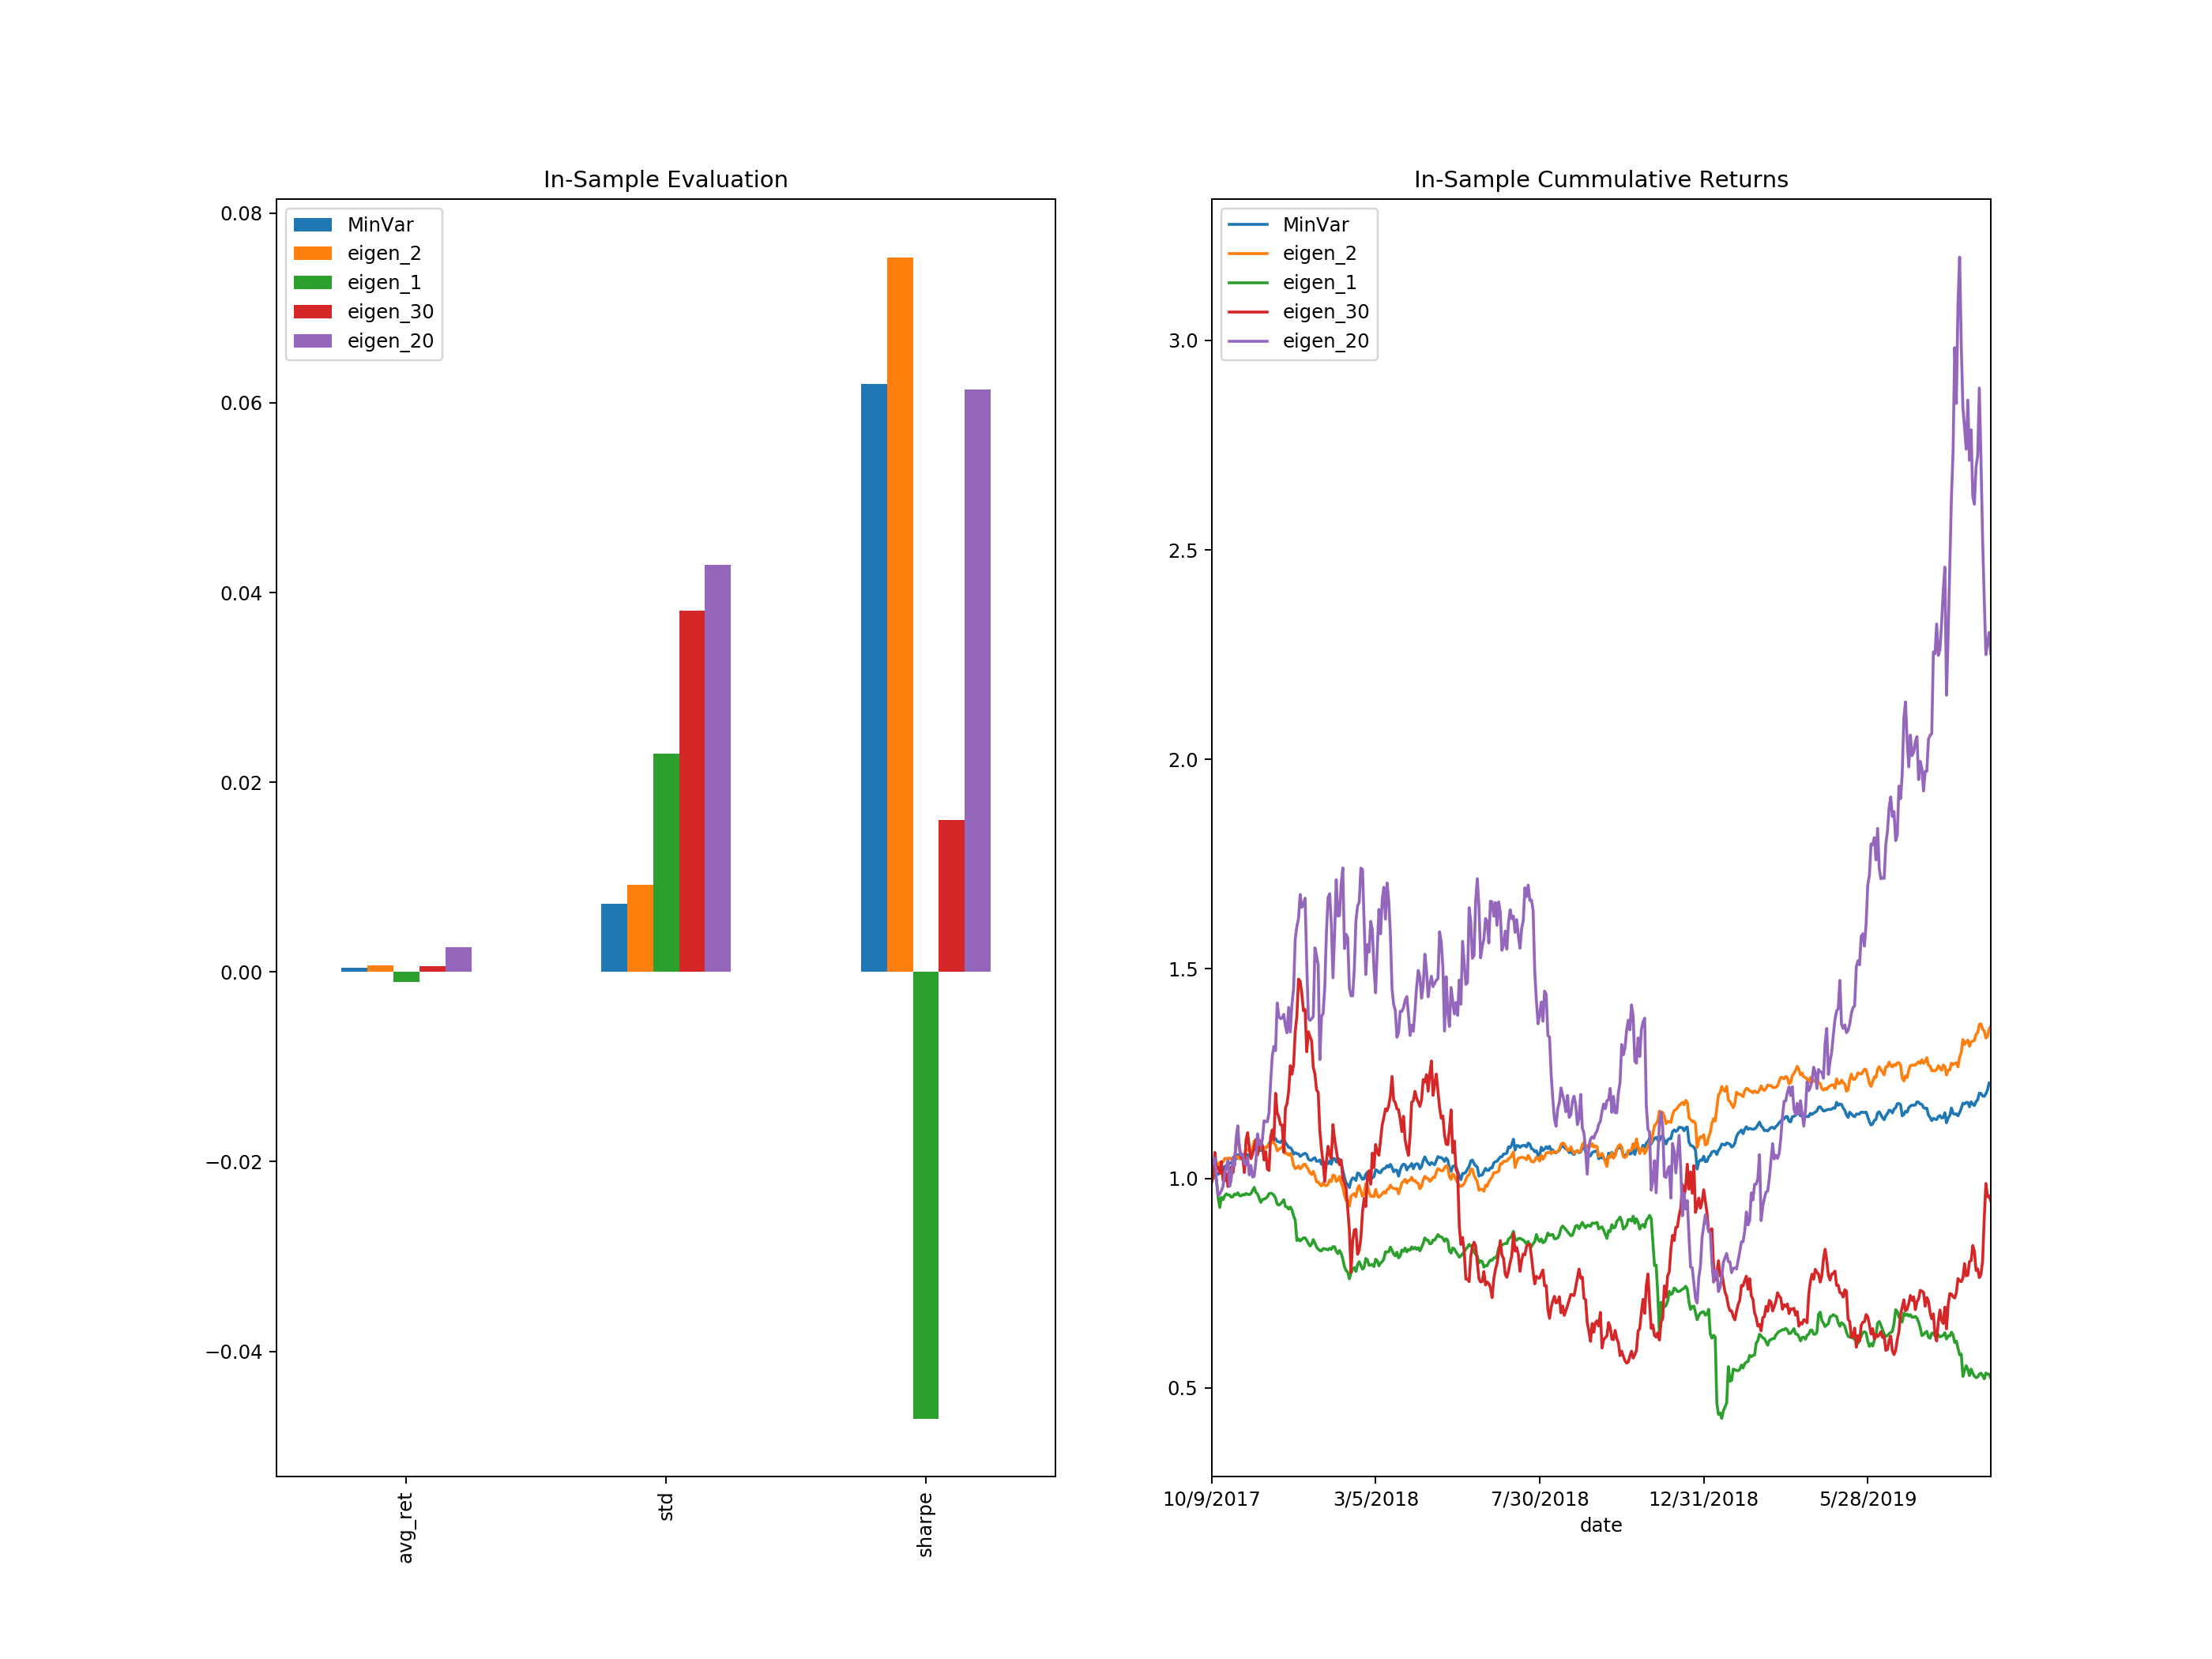 In-Sample Evaluation
MinVar
eigen_2
eigen_1
eigen_30
eigen_20
0.08
0.06
0.04
0.02
0.00
−0.02
−0.04
avg_ret
std
sharpe
In-Sample Cummulative Returns
MinVar
eigen_2
eigen_1
eigen_30
eigen_20
3.0
2.5
2.0
1.5
1.0
0.5
10/9/2017
3/5/2018
7/30/2018
12/31/2018
5/28/2019
date